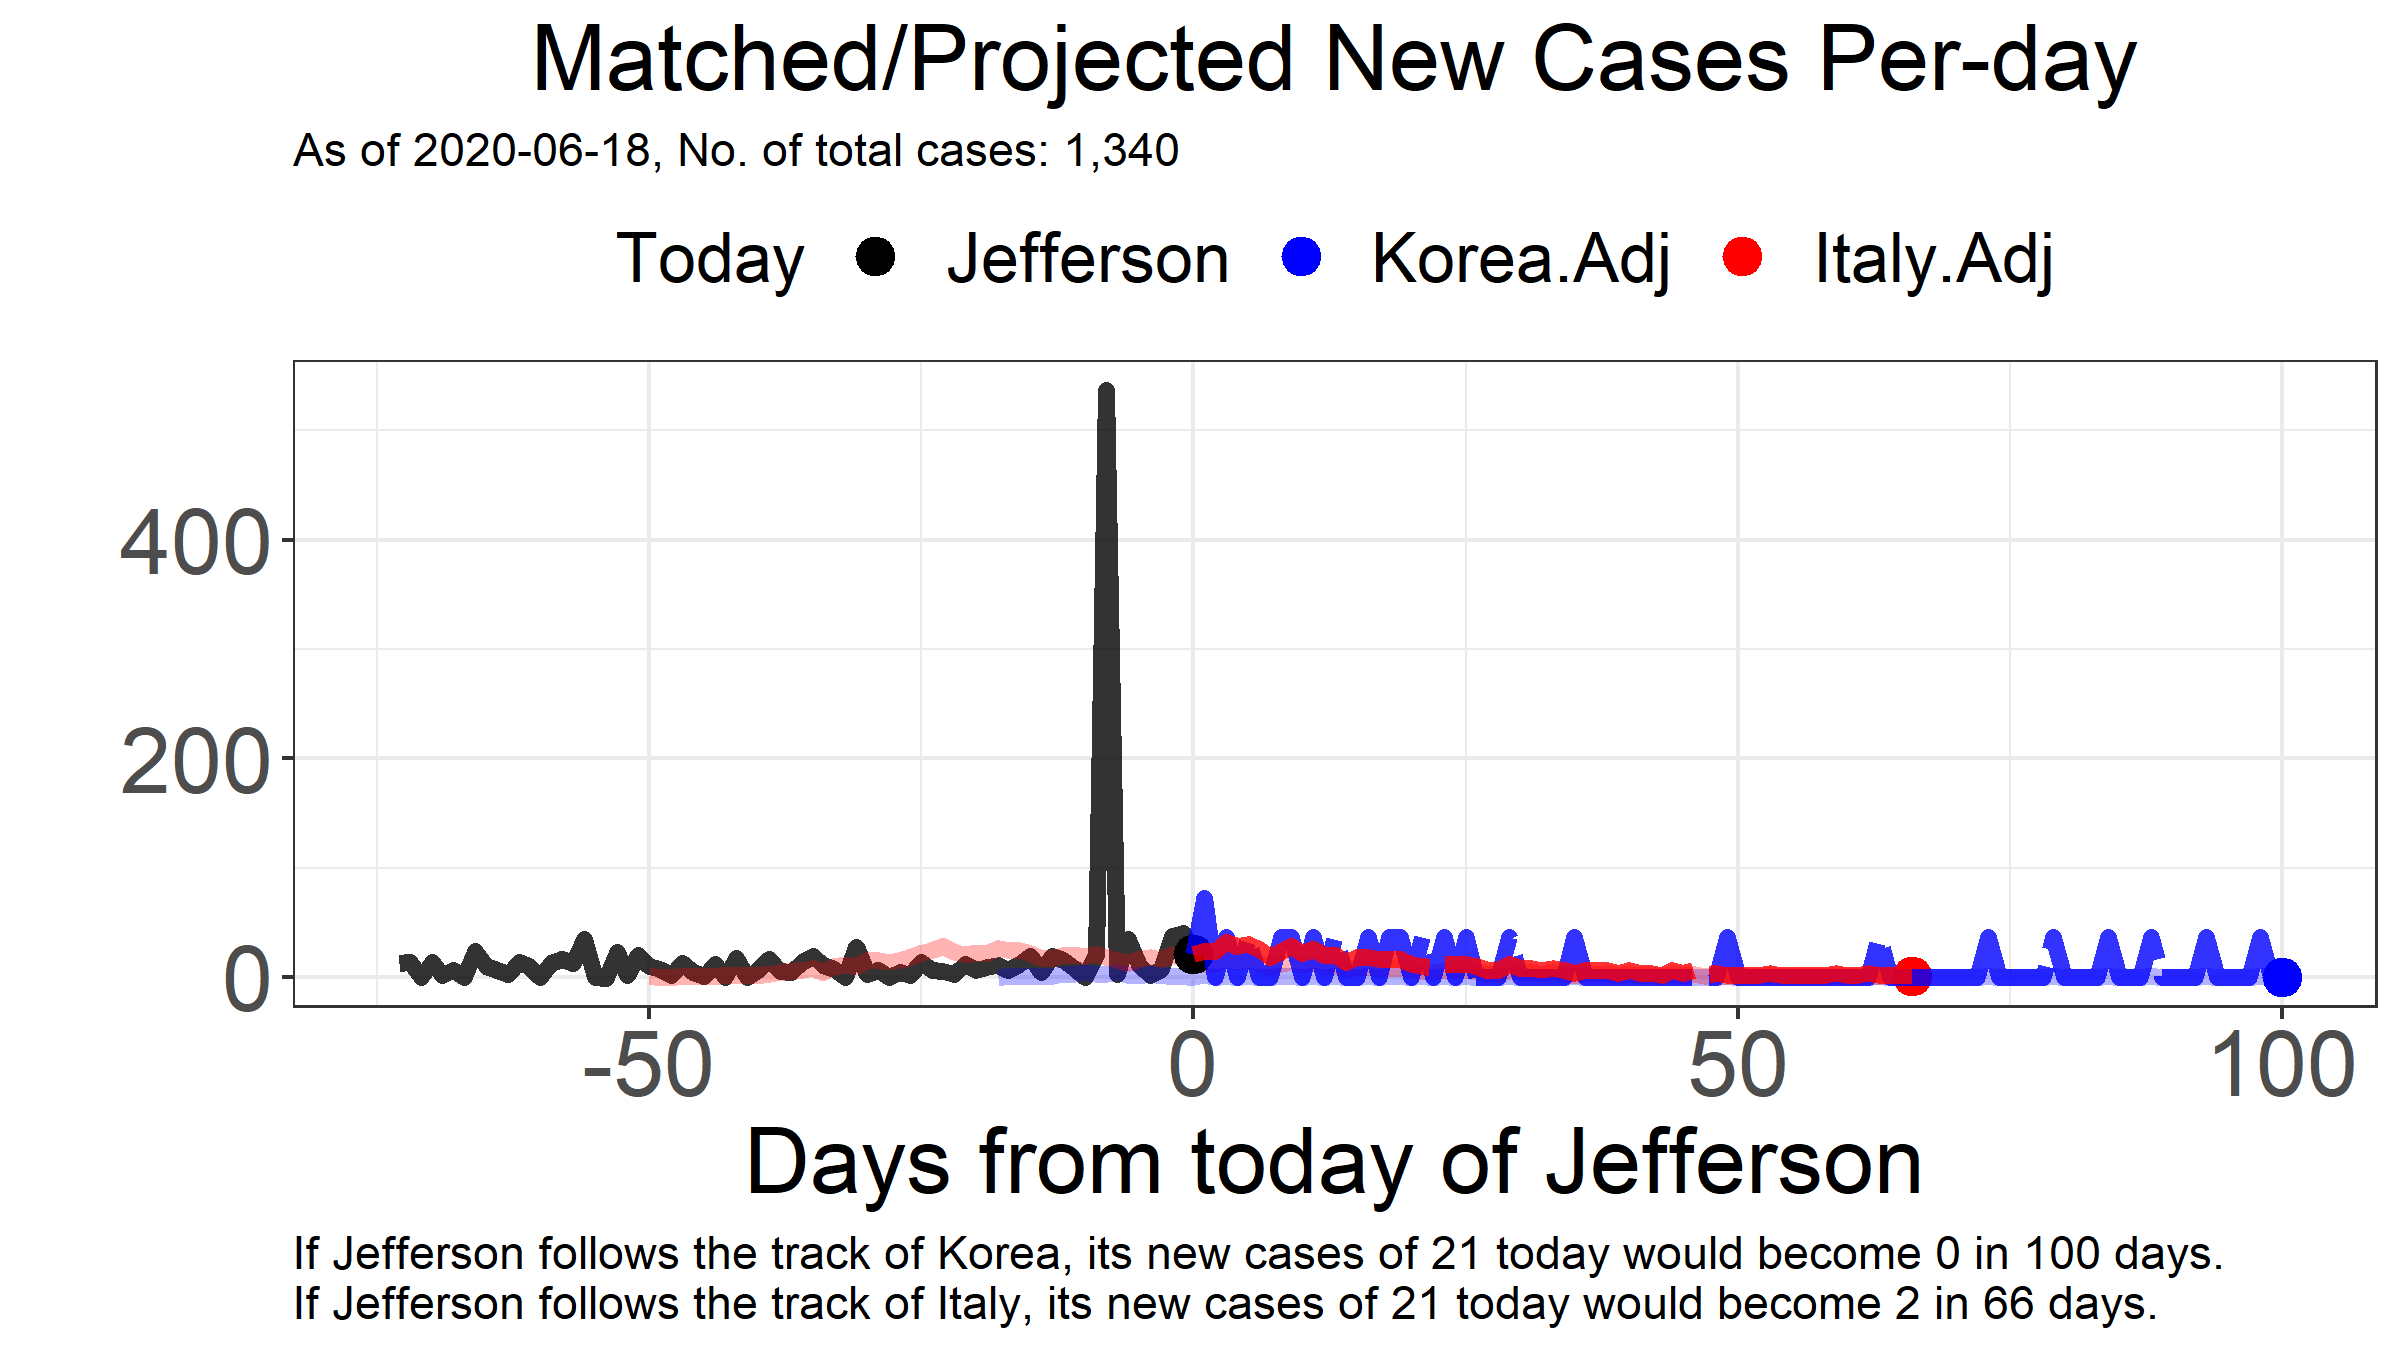 Matched/Projected New Cases Per-day
As of 2020-06-18, No. of total cases: 1,340
Today Jefferson Korea.Adj Italy.Adj
400
200
0
-50 0 50 100
Days from today of Jefferson
If Jefferson follows the track of Korea, its new cases of 21 today would become 0 in 100 days.
If Jefferson follows the track of Italy, its new cases of 21 today would become 2 in 66 days.